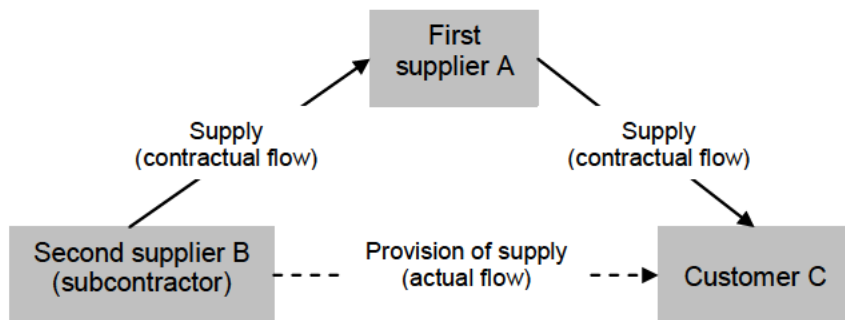 First
supplier A
Supply
(contractual flow)
Supply
(contractual flow)
Second supplier B
(subcontractor)
Provision of supply
(actual flow)
Customer C